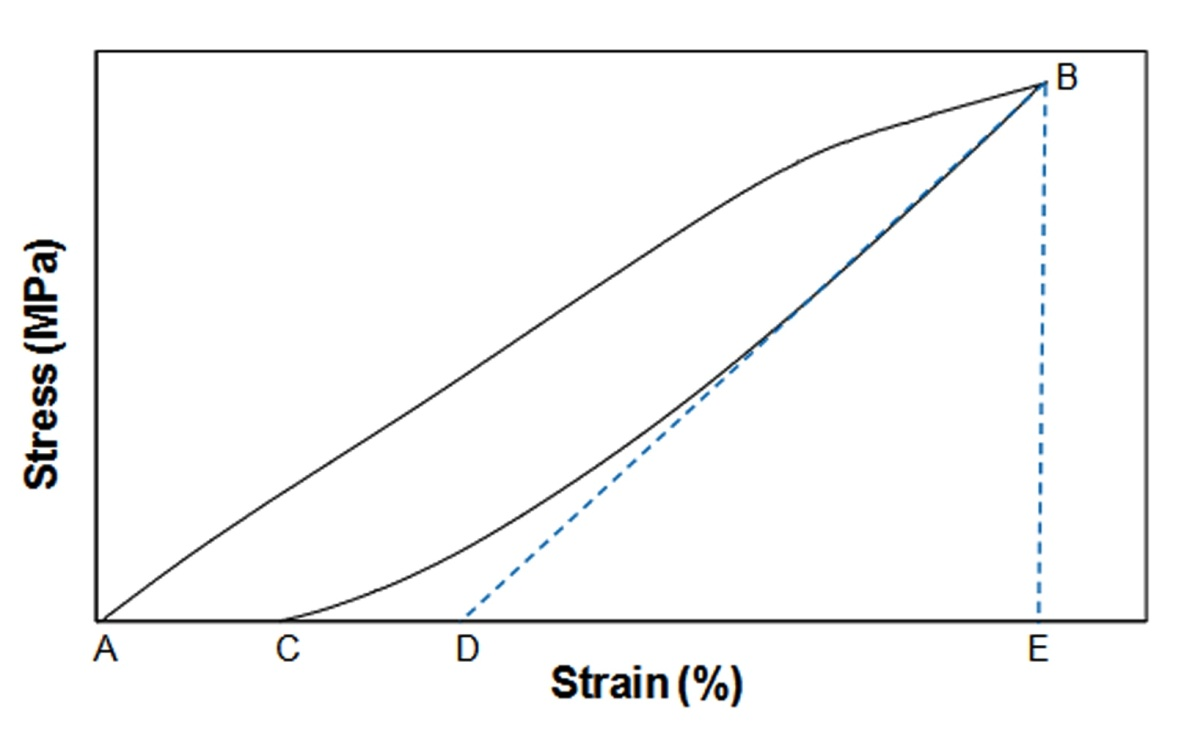 B
Stress (MPa)
A C D E
Strain (%)